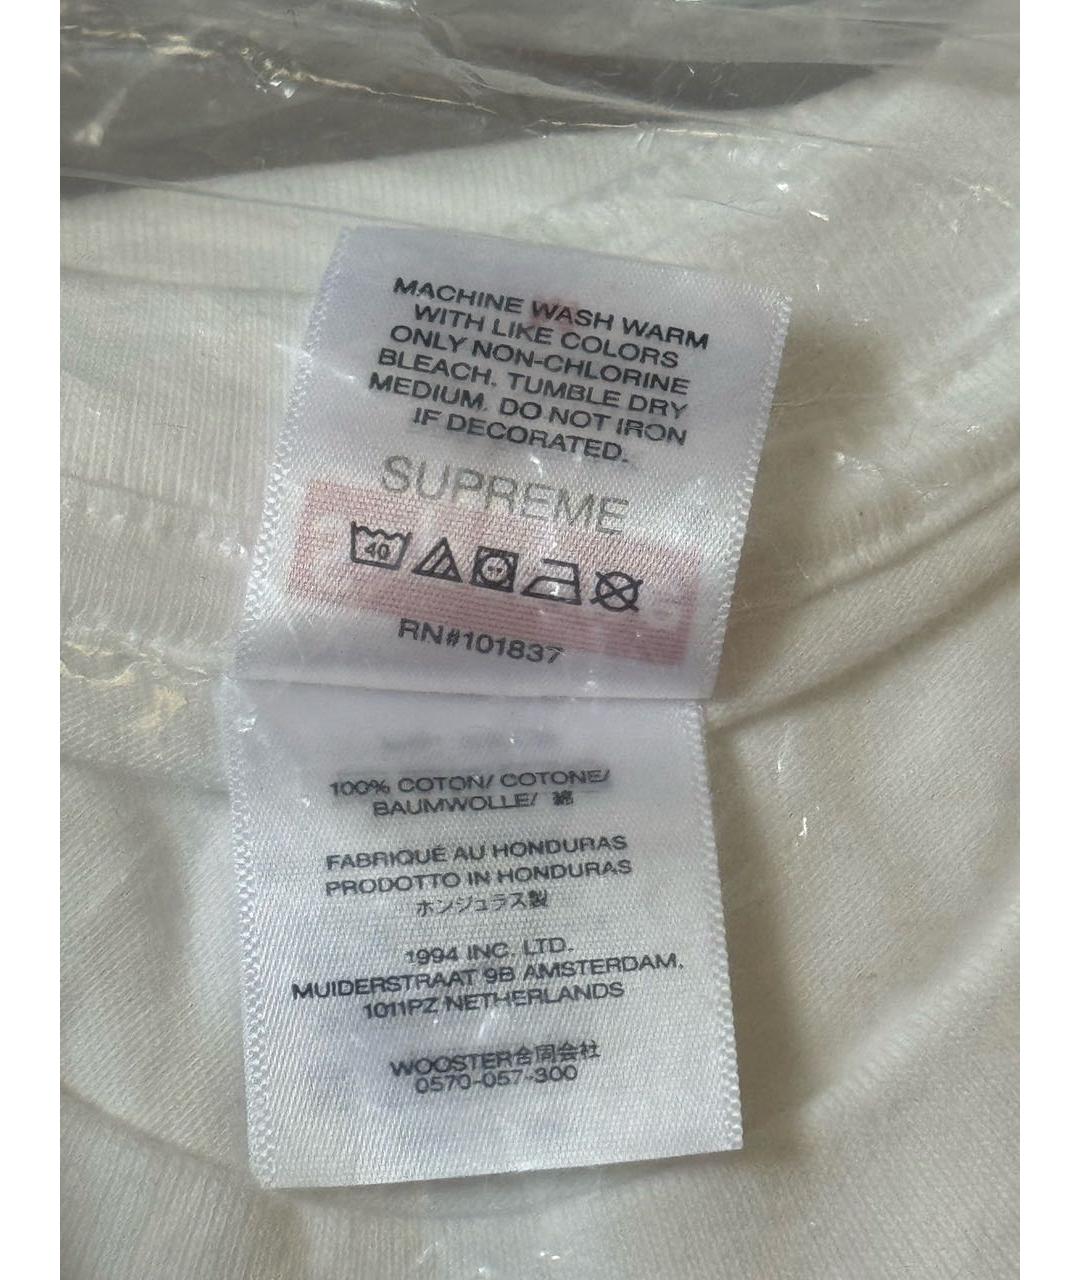 MACHINE WASH WARM
WITH LIKE COLORS
ONLY NON-CHLORINE
BLEACH. TUMBLE DRY
MEDIUM. DO NOT IRON
IF DECORATED.
SUPREME
40
RN#101837
100% COTON/ COTONE/
BAUMWOLLE/ 綿
FABRIQUÉ AU HONDURAS
PRODOTTO IN HONDURAS
ホンジュラス製
1994 INC. LTD.
MUIDERSTRAAT 9B AMSTERDAM,
1011PZ NETHERLANDS
WOOSTER合同会社
0570-057-300